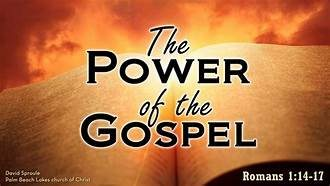 The
POWER
of the
GOSPEL
David Sproule
Palm Beach Lakes church of Christ
Romans 1:14-17